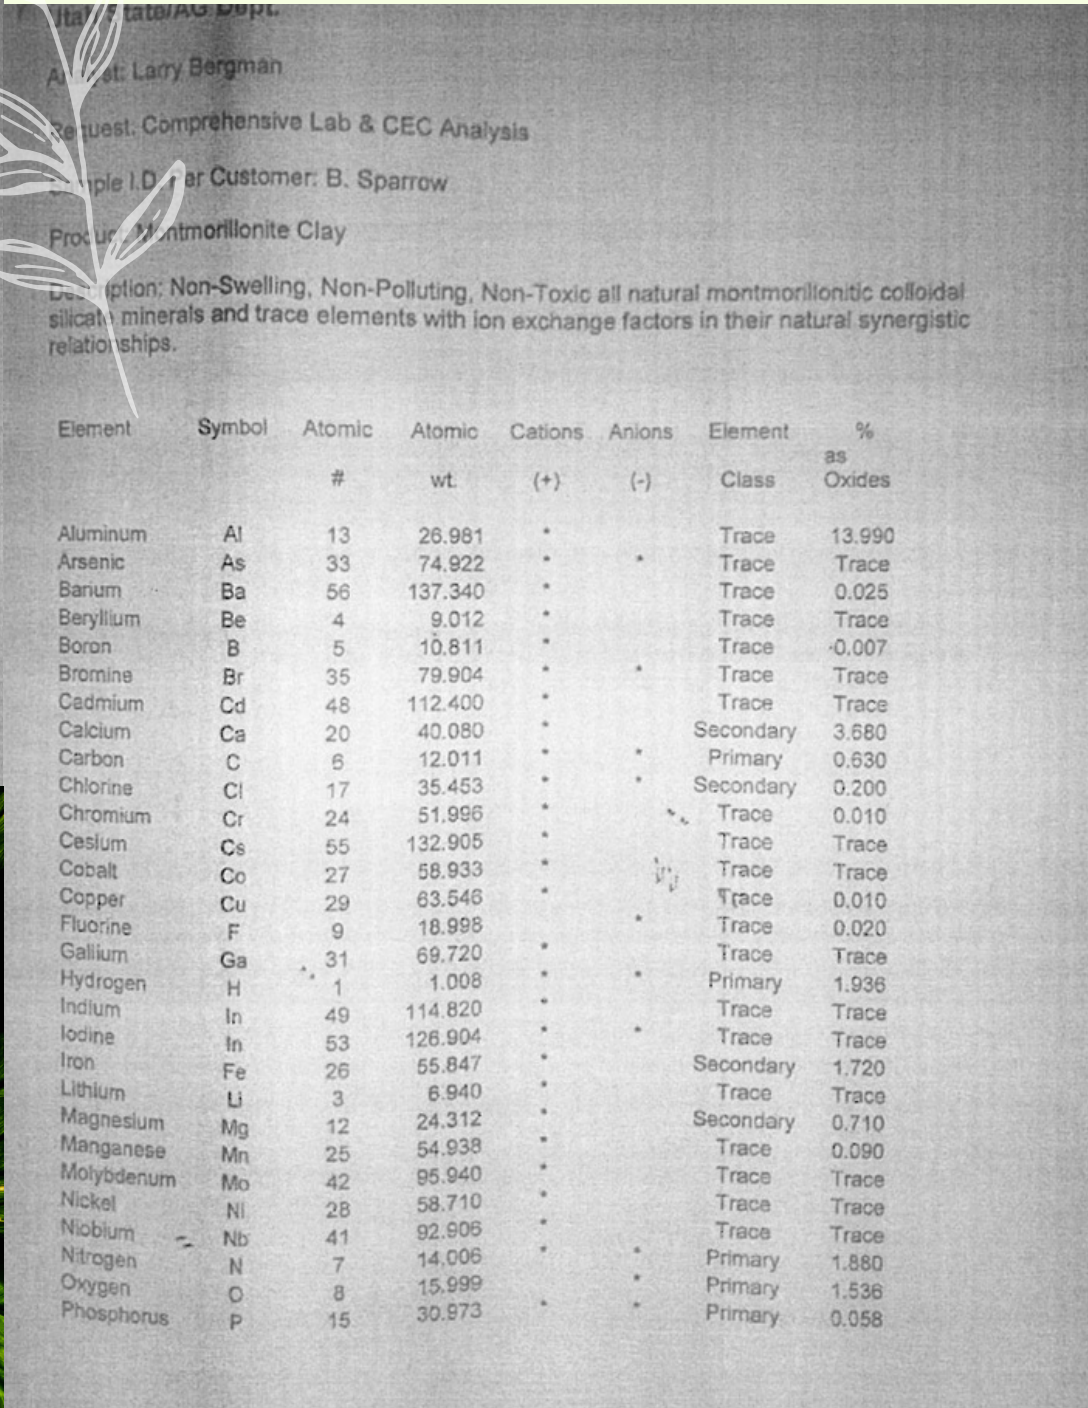 Utah State/AG Dept.
Analyst: Larry Bergman
Request: Comprehensive Lab & CEC Analysis
Sample I.D. Per Customer: B. Sparrow
Product: Montmorillonite Clay
Description: Non-Swelling, Non-Polluting, Non-Toxic all natural montmorillonitic colloidal
silicate minerals and trace elements with ion exchange factors in their natural synergistic
relationships.
Element Symbol Atomic Atomic Cations Anions Element %
as
# wt. (+) (-) Class Oxides
Aluminum Al 13 26.981 * Trace 13.990
Arsenic As 33 74.922 * * Trace Trace
Barium Ba 56 137.340 * Trace 0.025
Beryllium Be 4 9.012 * Trace Trace
Boron B 5 10.811 * Trace 0.007
Bromine Br 35 79.904 * * Trace Trace
Cadmium Cd 48 112.400 * Trace Trace
Calcium Ca 20 40.080 * Secondary 3.680
Carbon C 6 12.011 * * Primary 0.630
Chlorine Cl 17 35.453 * * Secondary 0.200
Chromium Cr 24 51.996 * Trace 0.010
Cesium Cs 55 132.905 * Trace Trace
Cobalt Co 27 58.933 * Trace Trace
Copper Cu 29 63.546 * Trace 0.010
Fluorine F 9 18.998 * Trace 0.020
Gallium Ga 31 69.720 * Trace Trace
Hydrogen H 1 1.008 * * Primary 1.936
Indium In 49 114.820 * Trace Trace
Iodine In 53 126.904 * * Trace Trace
Iron Fe 26 55.847 * Secondary 1.720
Lithium Li 3 6.940 * Trace Trace
Magnesium Mg 12 24.312 * Secondary 0.710
Manganese Mn 25 54.938 * Trace 0.090
Molybdenum Mo 42 95.940 * Trace Trace
Nickel Ni 28 58.710 * Trace Trace
Niobium Nb 41 92.906 * Trace Trace
Nitrogen N 7 14.006 * * Primary 1.880
Oxygen O 8 15.999 * Primary 1.536
Phosphorus P 15 30.973 * * Primary 0.058